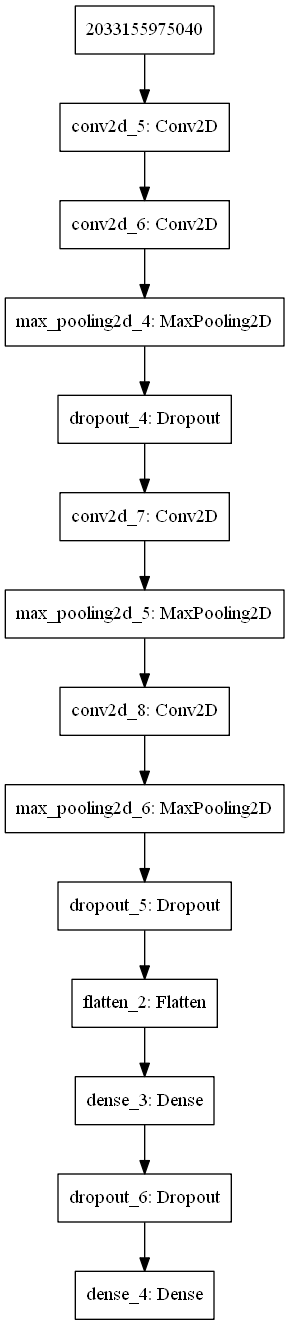 2033155975040
conv2d_5: Conv2D
conv2d_6: Conv2D
max_pooling2d_4: MaxPooling2D
dropout_4: Dropout
conv2d_7: Conv2D
max_pooling2d_5: MaxPooling2D
conv2d_8: Conv2D
max_pooling2d_6: MaxPooling2D
dropout_5: Dropout
flatten_2: Flatten
dense_3: Dense
dropout_6: Dropout
dense_4: Dense